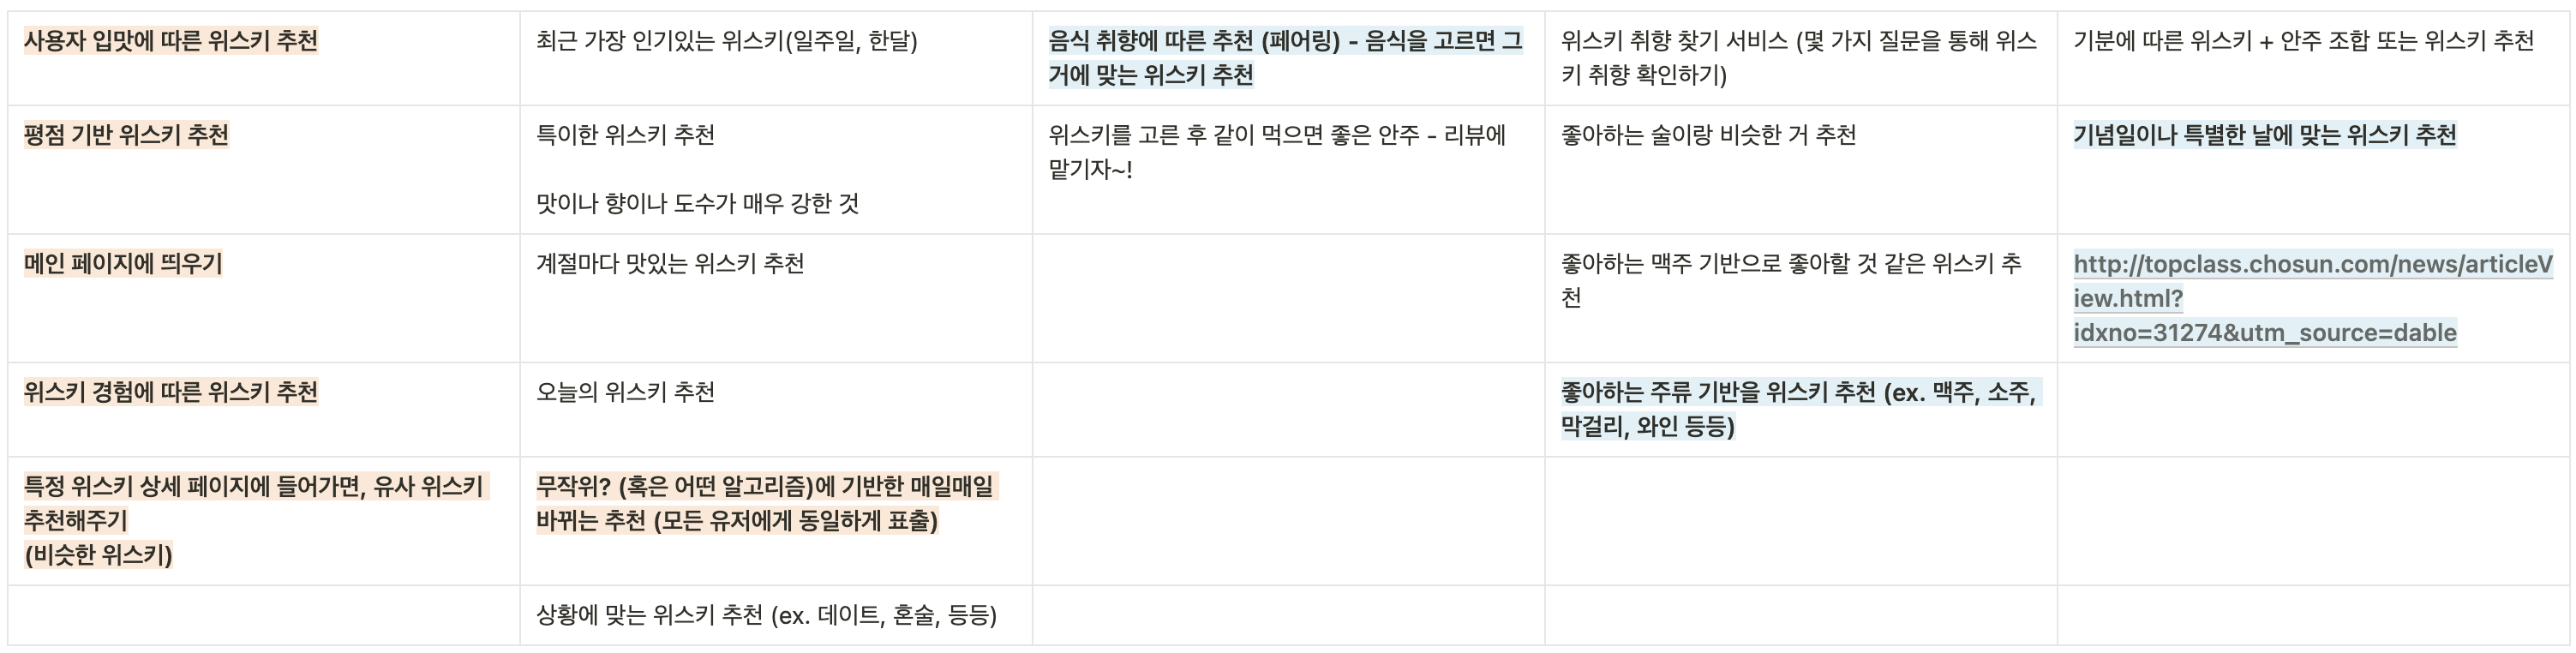 사용자 입맛에 따른 위스키 추천
최근 가장 인기있는 위스키(일주일, 한달)
음식 취향에 따른 추천 (페어링) - 음식을 고르면 그
거에 맞는 위스키 추천
위스키 취향 찾기 서비스 (몇 가지 질문을 통해 위스
키 취향 확인하기)
기분에 따른 위스키 + 안주 조합 또는 위스키 추천
평점 기반 위스키 추천
특이한 위스키 추천
맛이나 향이나 도수가 매우 강한 것
위스키를 고른 후 같이 먹으면 좋은 안주 - 리뷰에
맡기자~!
좋아하는 술이랑 비슷한 거 추천
기념일이나 특별한 날에 맞는 위스키 추천
메인 페이지에 띄우기
계절마다 맛있는 위스키 추천
좋아하는 맥주 기반으로 좋아할 것 같은 위스키 추
천
http://topclass.chosun.com/news/articleV
iew.html?
idxno=31274&utm_source=dable
위스키 경험에 따른 위스키 추천
오늘의 위스키 추천
좋아하는 주류 기반을 위스키 추천 (ex. 맥주, 소주,
막걸리, 와인 등등)
특정 위스키 상세 페이지에 들어가면, 유사 위스키
추천해주기
(비슷한 위스키)
무작위? (혹은 어떤 알고리즘)에 기반한 매일매일
바뀌는 추천 (모든 유저에게 동일하게 표출)
상황에 맞는 위스키 추천 (ex. 데이트, 혼술, 등등)